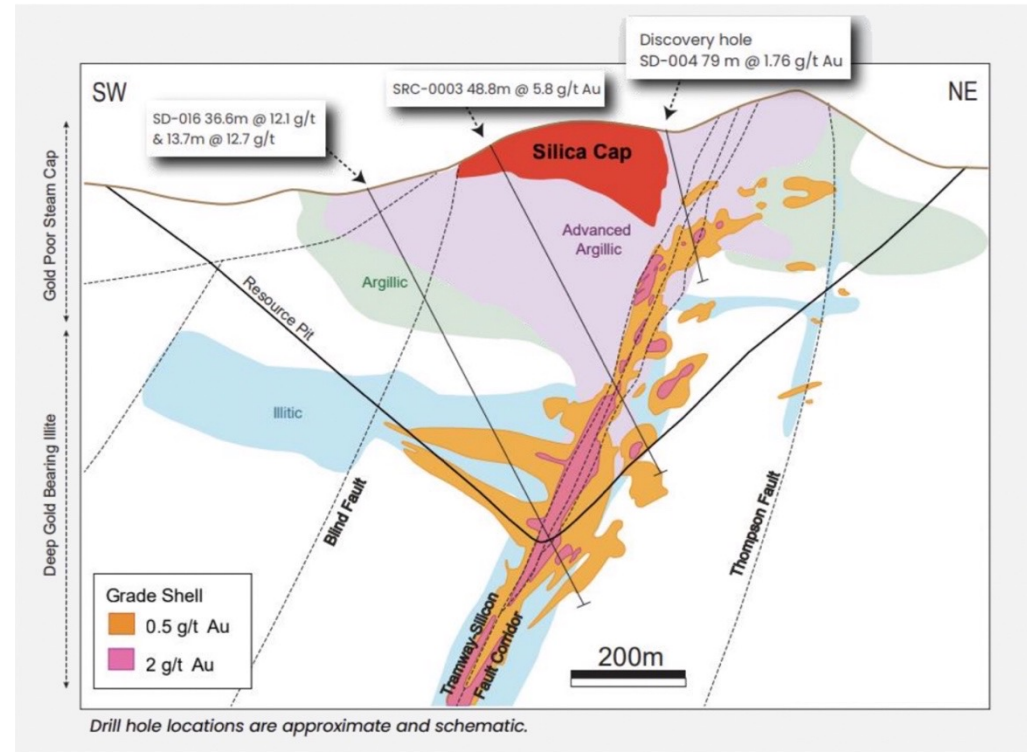 Discovery hole
SD-004 79 m @ 1.76 g/t Au
SRC-0003 48.8m @ 5.8 g/t Au
SD-016 36.6m @ 12.1 g/t
& 13.7m @ 12.7 g/t
SW
NE
Silica Cap
Advanced
Argillic
Argillic
Resource Pit
Illitic
Blind Fault
Thompson Fault
Tramway-Silicon
Fault Corridor
Gold Poor Steam Cap
Deep Gold Bearing Illite
Grade Shell
0.5 g/t Au
2 g/t Au
200m
Drill hole locations are approximate and schematic.